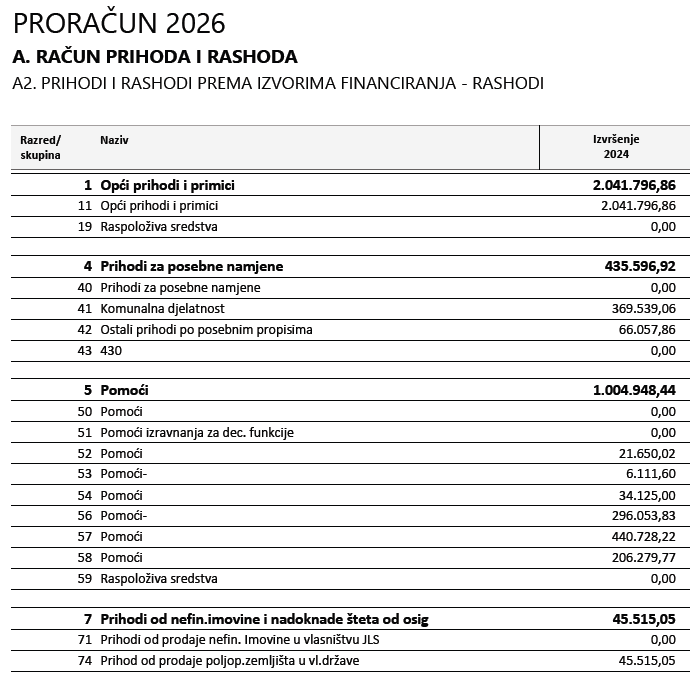 PRORAČUN 2026
A. RAČUN PRIHODA I RASHODA
A2. PRIHODI I RASHODI PREMA IZVORIMA FINANCIRANJA - RASHODI
Razred/ skupina Naziv Izvršenje 2024
1 Opći prihodi i primici 2.041.796,86
11 Opći prihodi i primici 2.041.796,86
19 Raspoloživa sredstva 0,00
4 Prihodi za posebne namjene 435.596,92
40 Prihodi za posebne namjene 0,00
41 Komunalna djelatnost 369.539,06
42 Ostali prihodi po posebnim propisima 66.057,86
43 430 0,00
5 Pomoći 1.004.948,44
50 Pomoći 0,00
51 Pomoći izravnanja za dec. funkcije 0,00
52 Pomoći 21.650,02
53 Pomoći- 6.111,60
54 Pomoći 34.125,00
56 Pomoći- 296.053,83
57 Pomoći 440.728,22
58 Pomoći 206.279,77
59 Raspoloživa sredstva 0,00
7 Prihodi od nefin.imovine i nadoknade šteta od osig 45.515,05
71 Prihodi od prodaje nefin. Imovine u vlasništvu JLS 0,00
74 Prihod od prodaje poljop.zemljišta u vl.države 45.515,05